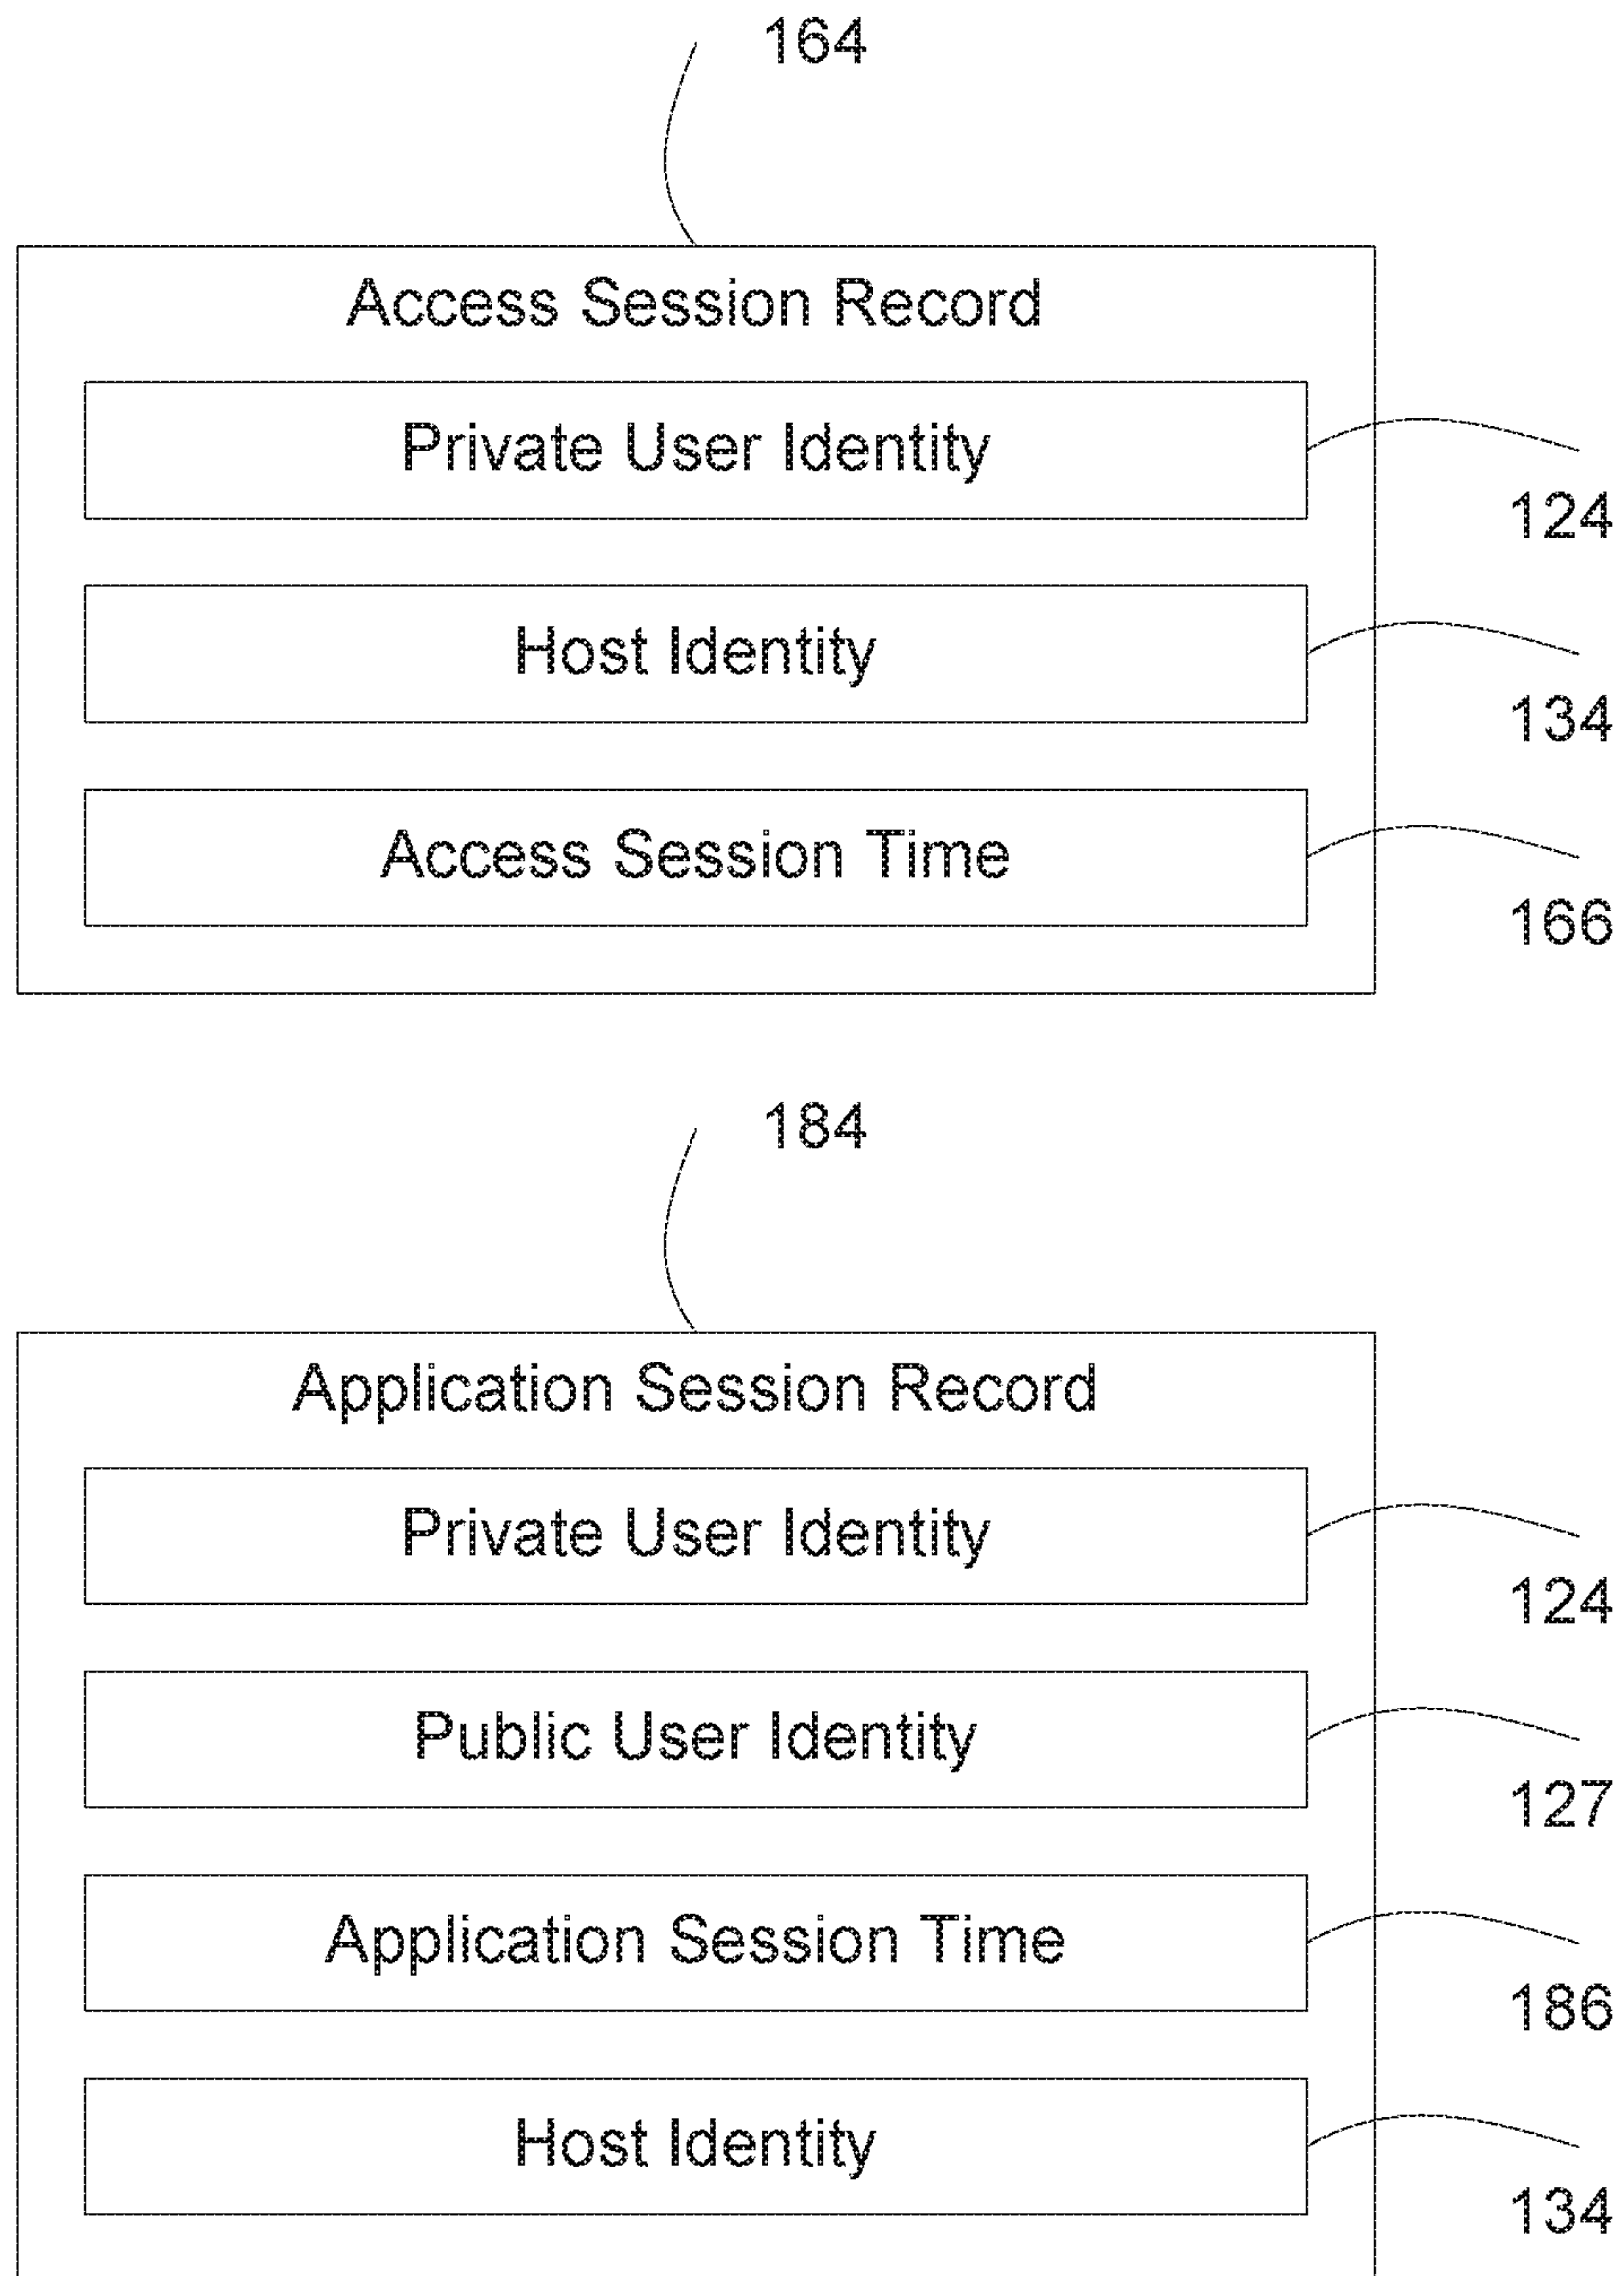 164
Access Session Record
Private User Identity
124
Host Identity
134
Access Session Time
166
184
Application Session Record
Private User Identity
124
Public User Identity
127
Application Session Time
186
Host Identity
134